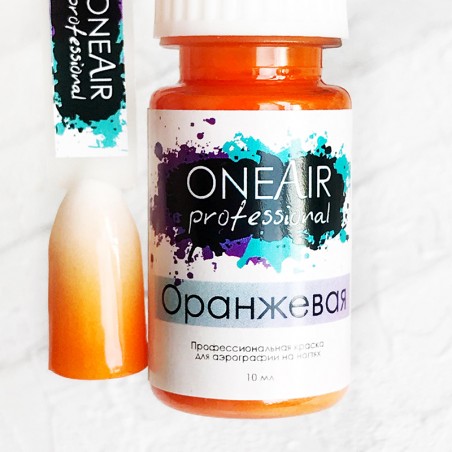 ONEAIR
professional
ONEAIR
professional
Оранжевая
Профессиональная краска
для аэрографии на ногтях
10 мл